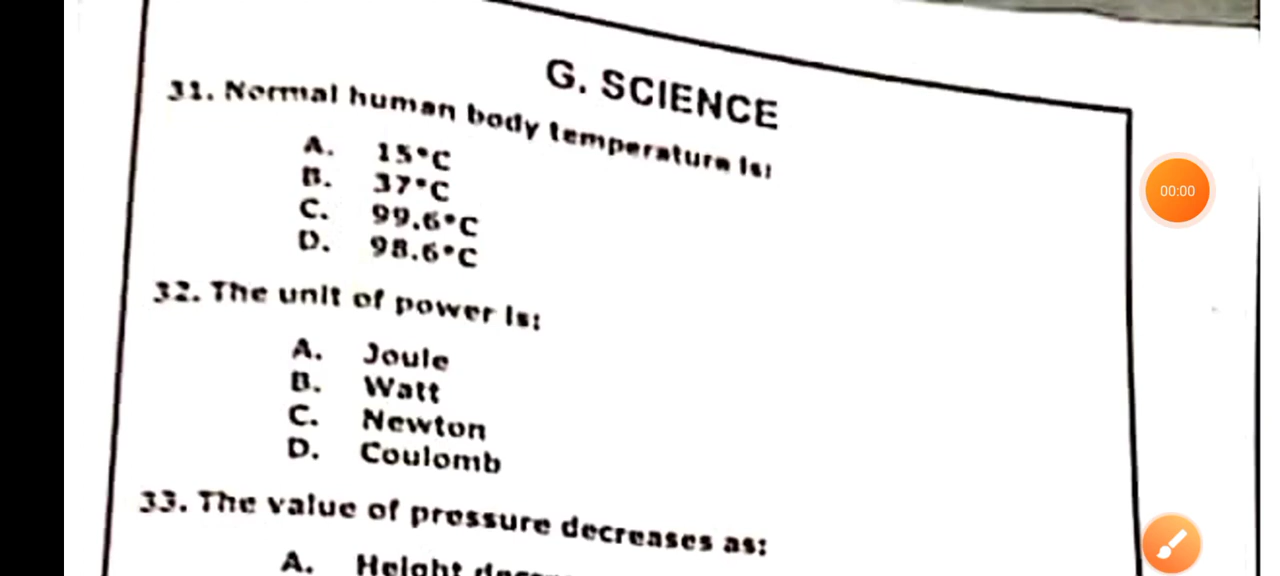 G. SCIENCE
31. Normal human body temperature is:
A. 15°C
B. 37°C
C. 99.6°C
D. 98.6°C
32. The unit of power is:
A. Joule
B. Watt
C. Newton
D. Coulomb
33. The value of pressure decreases as:
A. Height
00:00